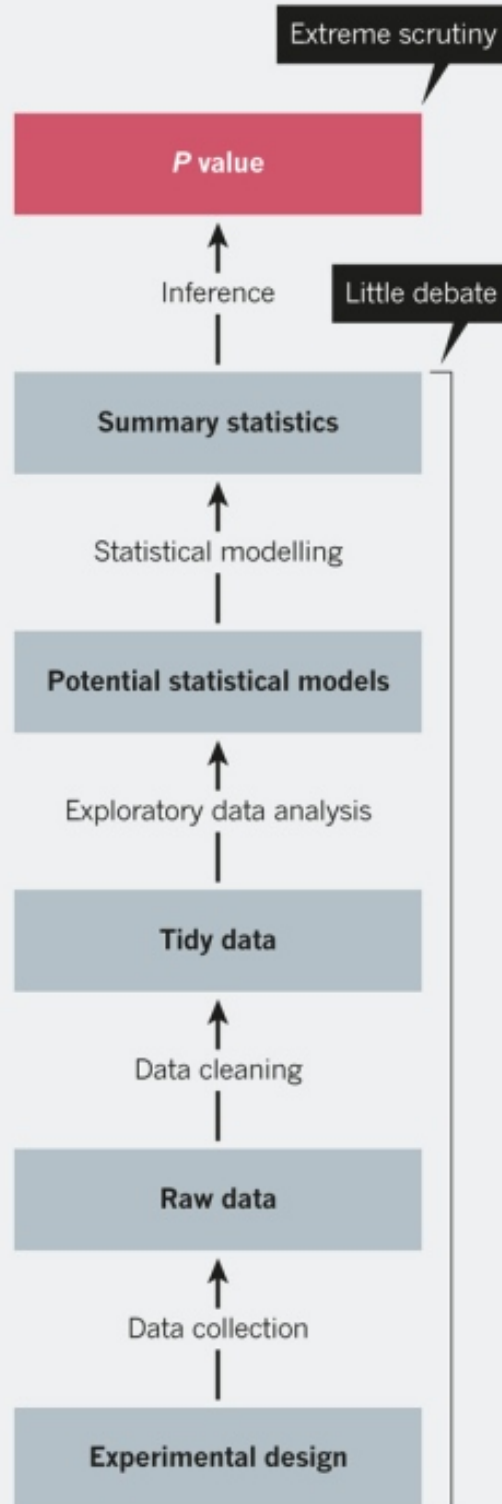 Extreme scrutiny
P value
Inference
Little debate
Summary statistics
Statistical modelling
Potential statistical models
Exploratory data analysis
Tidy data
Data cleaning
Raw data
Data collection
Experimental design